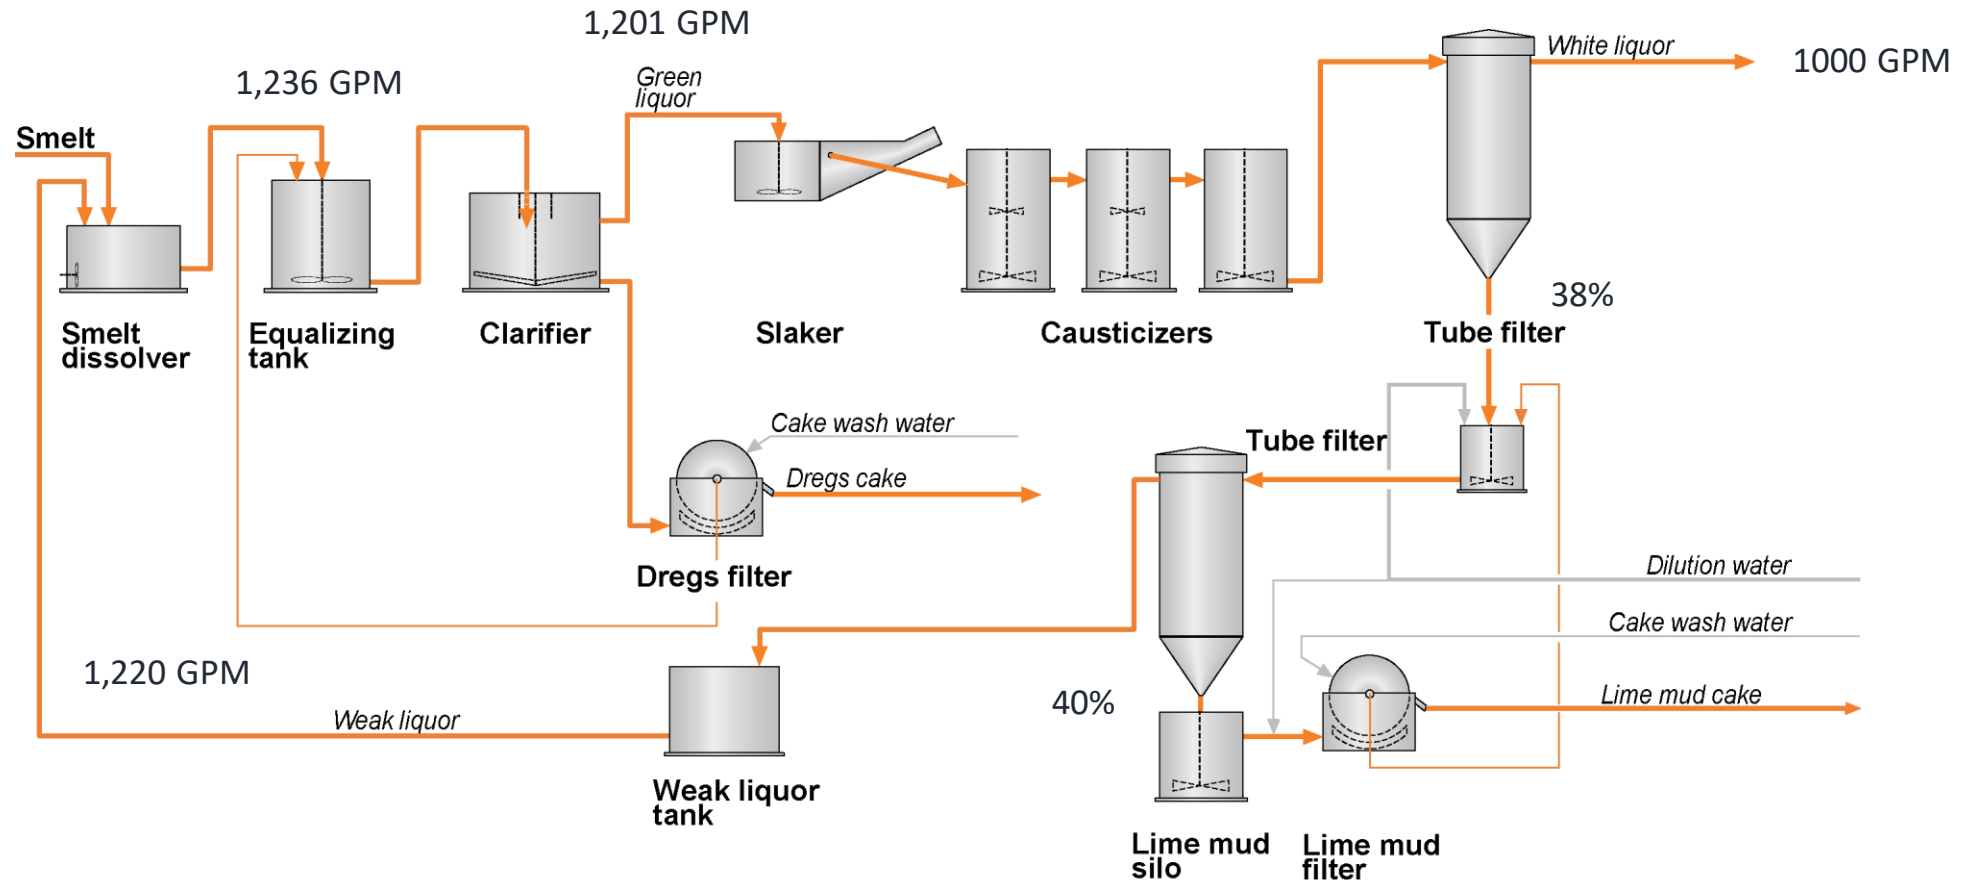 1,201 GPM
1,236 GPM
Green
liquor
White liquor
1000 GPM
Smelt
38%
Smelt
dissolver
Equalizing
tank
Clarifier
Slaker
Causticizers
Tube filter
Cake wash water
Dregs cake
Tube filter
Dregs filter
Dilution water
Cake wash water
1,220 GPM
40%
Lime mud cake
Weak liquor
Weak liquor
tank
Lime mud
silo
Lime mud
filter